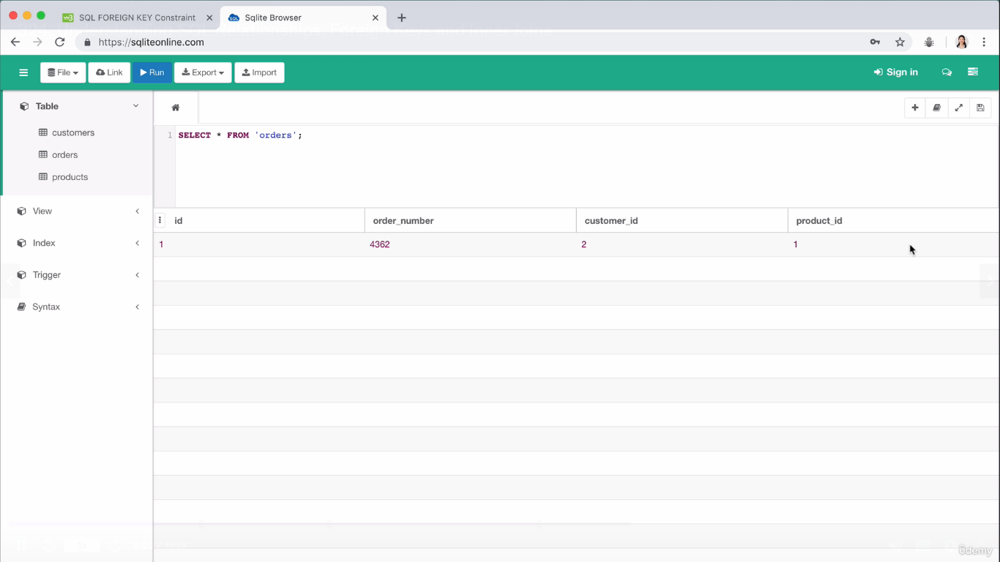 SQL FOREIGN KEY Constraint
Sqlite Browser
https://sqliteonline.com
File
Link
Run
Export
Import
Sign in
Table
customers
orders
products
View
Index
Trigger
Syntax
1 SELECT * FROM 'orders';
id order_number customer_id product_id
1 4362 2 1
ûdemy